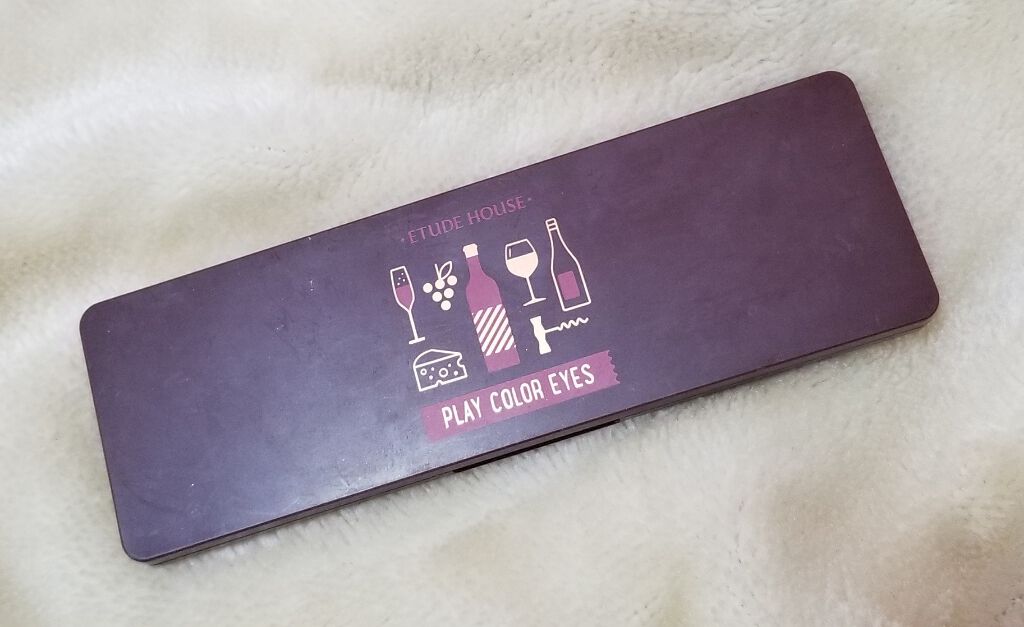 ·ETUDE HOUSE·
PLAY COLOR EYES